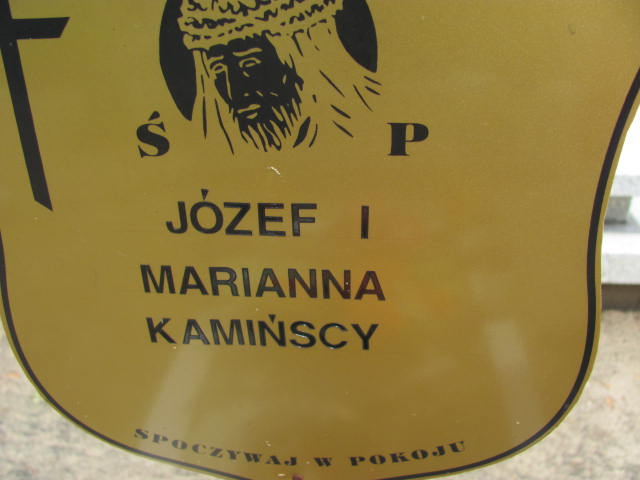 Ś P
JÓZEF I
MARIANNA
KAMIŃSCY
SPOCZYWAJ W POKOJU